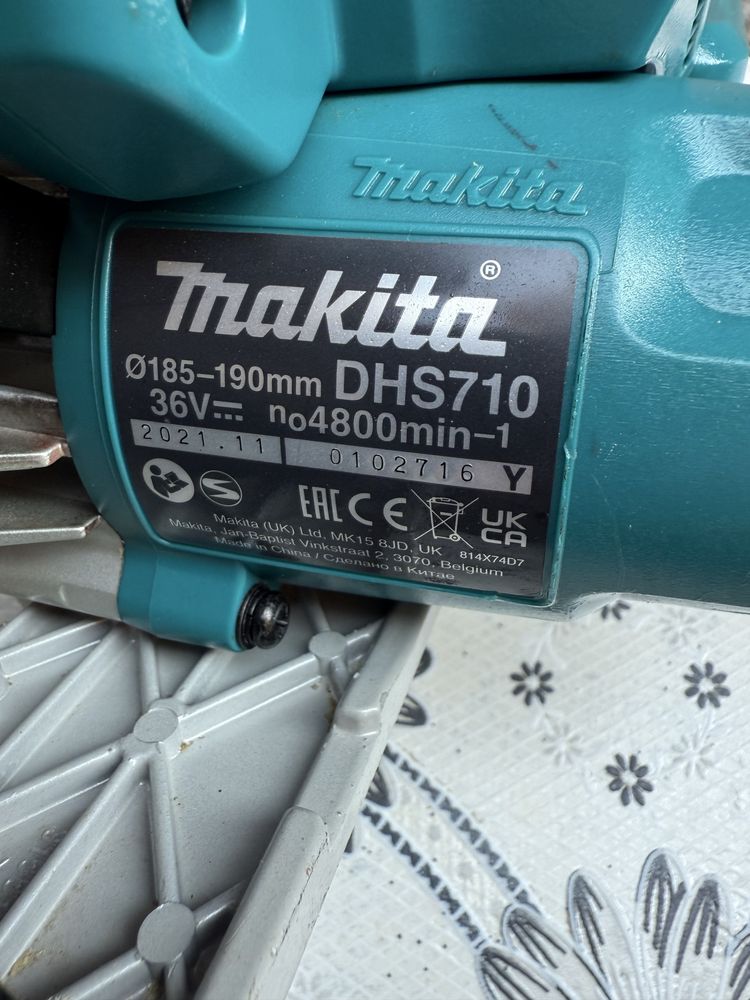 makita
makita ®
Ø185–190mm DHS710
36V⎓ n₀4800min–1
2021.11 0102716 Y
EAC CE UK CA
Makita (UK) Ltd. MK15 8JD, UK 814X74D7
Makita, Jan-Baptist Vinkstraat 2, 3070, Belgium
Made in China / Сделано в Китае